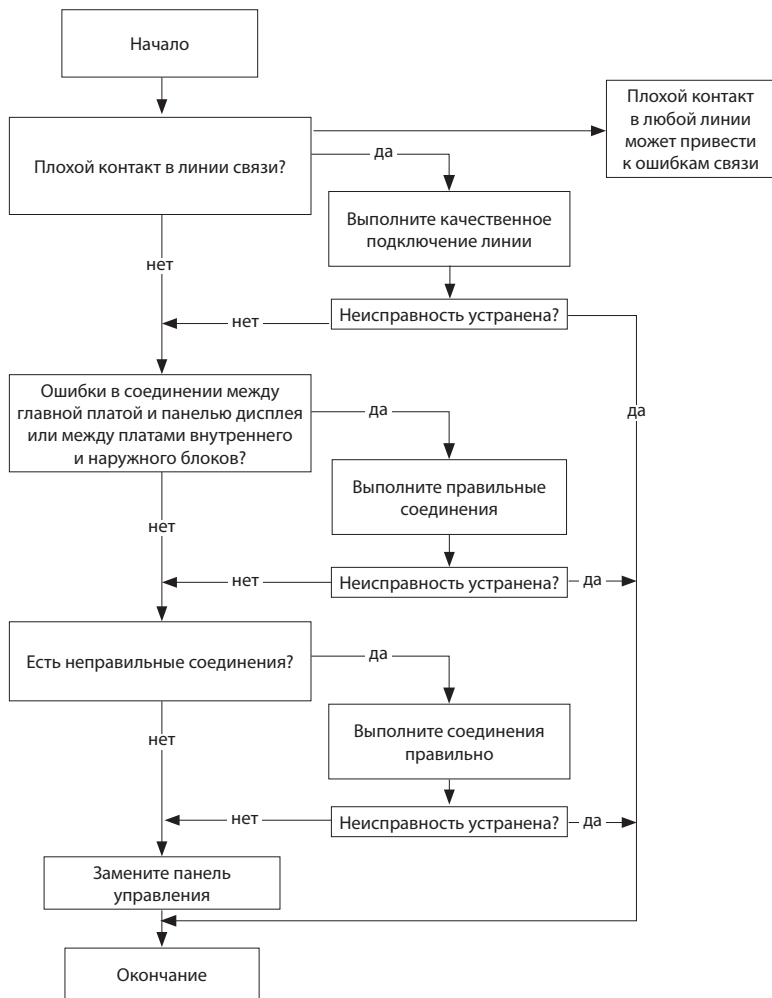 Начало
Плохой контакт
в любой линии
может привести
к ошибкам связи
Плохой контакт в линии связи?
да
Выполните качественное
подключение линии
нет
Неисправность устранена?
нет
да
Ошибки в соединении между
главной платой и панелью дисплея
или между платами внутреннего
и наружного блоков?
да
Выполните правильные
соединения
нет
Неисправность устранена?
нет
да
Есть неправильные соединения?
да
Выполните соединения
правильно
нет
Неисправность устранена?
нет
да
Замените панель
управления
Окончание